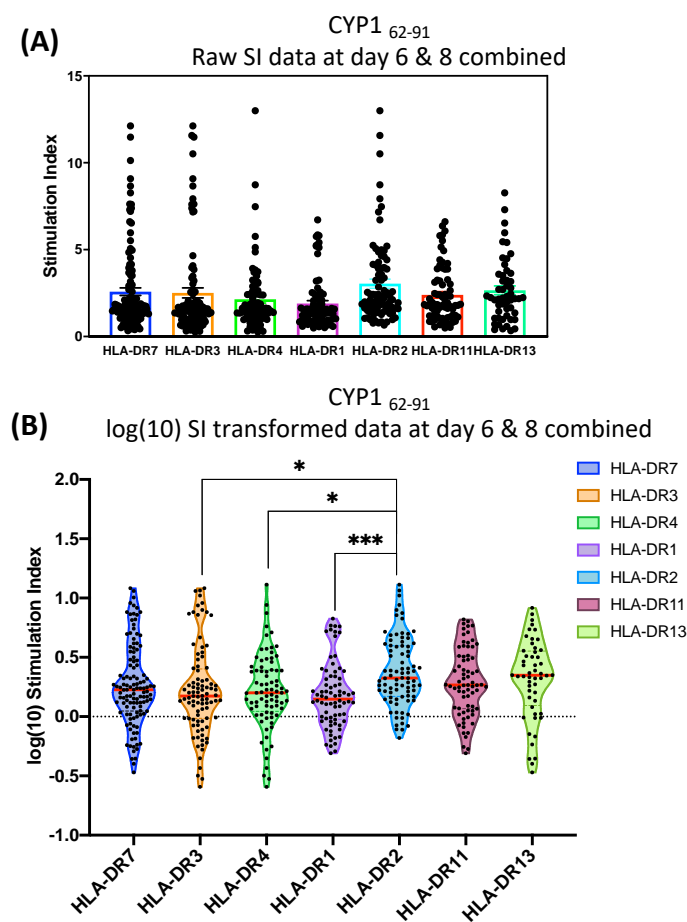 (A)
CYP1 62-91
Raw SI data at day 6 & 8 combined
Stimulation Index
15
10
5
0
HLA-DR7 HLA-DR3 HLA-DR4 HLA-DR1 HLA-DR2 HLA-DR11 HLA-DR13
(B)
CYP1 62-91
log(10) SI transformed data at day 6 & 8 combined
log(10) Stimulation Index
2.0
1.5
1.0
0.5
0.0
-0.5
-1.0
*
*
***
HLA-DR7
HLA-DR3
HLA-DR4
HLA-DR1
HLA-DR2
HLA-DR11
HLA-DR13
HLA-DR7
HLA-DR3
HLA-DR4
HLA-DR1
HLA-DR2
HLA-DR11
HLA-DR13